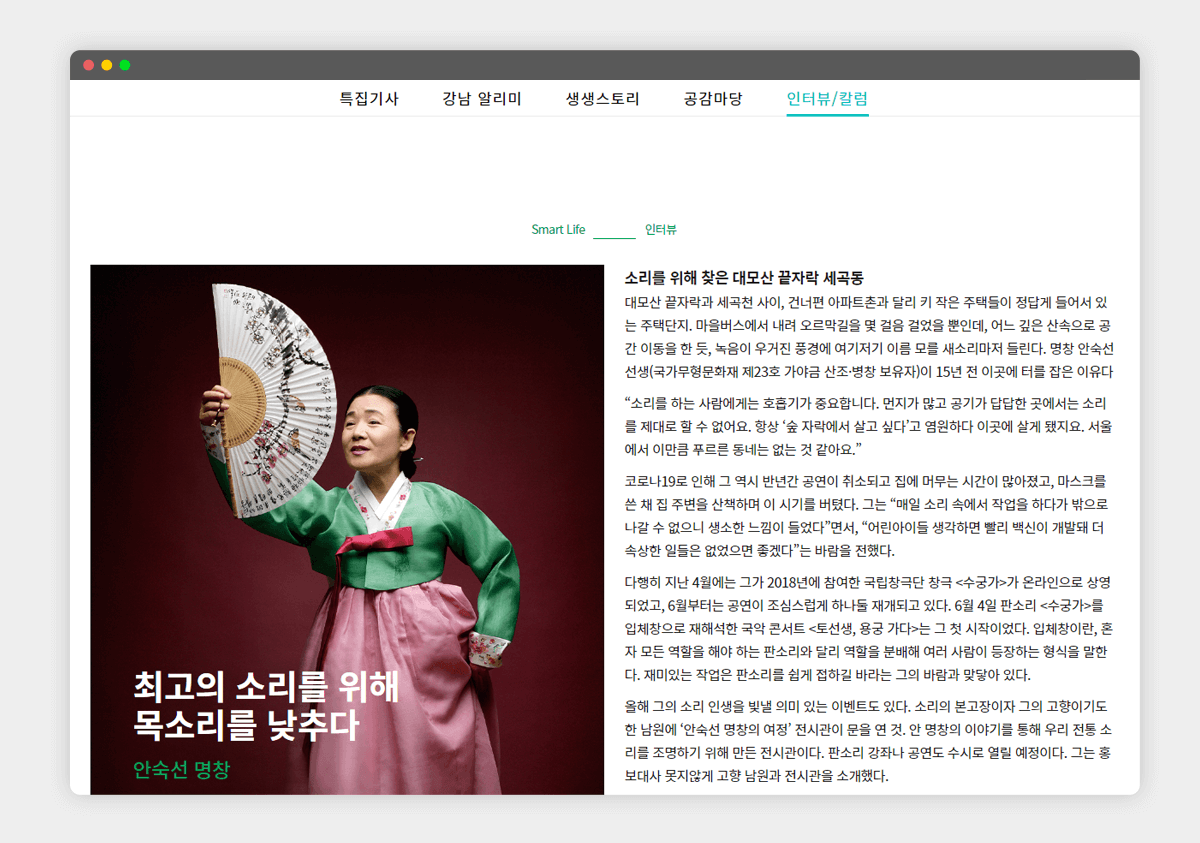 특집기사 강남 알리미 생생스토리 공감마당 인터뷰/칼럼
Smart Life 인터뷰
최고의 소리를 위해
목소리를 낮추다
안숙선 명창
소리를 위해 찾은 대모산 끝자락 세곡동
대모산 끝자락과 세곡천 사이, 건너편 아파트촌과 달리 키 작은 주택들이 정답게 들어서 있
는 주택단지. 마을버스에서 내려 오르막길을 몇 걸음 걸었을 뿐인데, 어느 깊은 산속으로 공
간 이동을 한 듯, 녹음이 우거진 풍경에 여기저기 이름 모를 새소리마저 들린다. 명창 안숙선
선생(국가무형문화재 제23호 가야금 산조·병창 보유자)이 15년 전 이곳에 터를 잡은 이유다
“소리를 하는 사람에게는 호흡기가 중요합니다. 먼지가 많고 공기가 답답한 곳에서는 소리
를 제대로 할 수 없어요. 항상 ‘숲 자락에서 살고 싶다’고 염원하다 이곳에 살게 됐지요. 서울
에서 이만큼 푸르른 동네는 없는 것 같아요.”
코로나19로 인해 그 역시 반년간 공연이 취소되고 집에 머무는 시간이 많아졌고, 마스크를
쓴 채 집 주변을 산책하며 이 시기를 버텼다. 그는 “매일 소리 속에서 작업을 하다가 밖으로
나갈 수 없으니 생소한 느낌이 들었다”면서, “어린아이들 생각하면 빨리 백신이 개발돼 더
속상한 일들은 없었으면 좋겠다”는 바람을 전했다.
다행히 지난 4월에는 그가 2018년에 참여한 국립창극단 창극 <수궁가>가 온라인으로 상영
되었고, 6월부터는 공연이 조심스럽게 하나둘 재개되고 있다. 6월 4일 판소리 <수궁가>를
입체창으로 재해석한 국악 콘서트 <토선생, 용궁 가다>는 그 첫 시작이었다. 입체창이란, 혼
자 모든 역할을 해야 하는 판소리와 달리 역할을 분배해 여러 사람이 등장하는 형식을 말한
다. 재미있는 작업은 판소리를 쉽게 접하길 바라는 그의 바람과 맞닿아 있다.
올해 그의 소리 인생을 빛낼 의미 있는 이벤트도 있다. 소리의 본고장이자 그의 고향이기도
한 남원에 ‘안숙선 명창의 여정’ 전시관이 문을 연 것. 안 명창의 이야기를 통해 우리 전통 소
리를 조명하기 위해 만든 전시관이다. 판소리 강좌나 공연도 수시로 열릴 예정이다. 그는 홍
보대사 못지않게 고향 남원과 전시관을 소개했다.